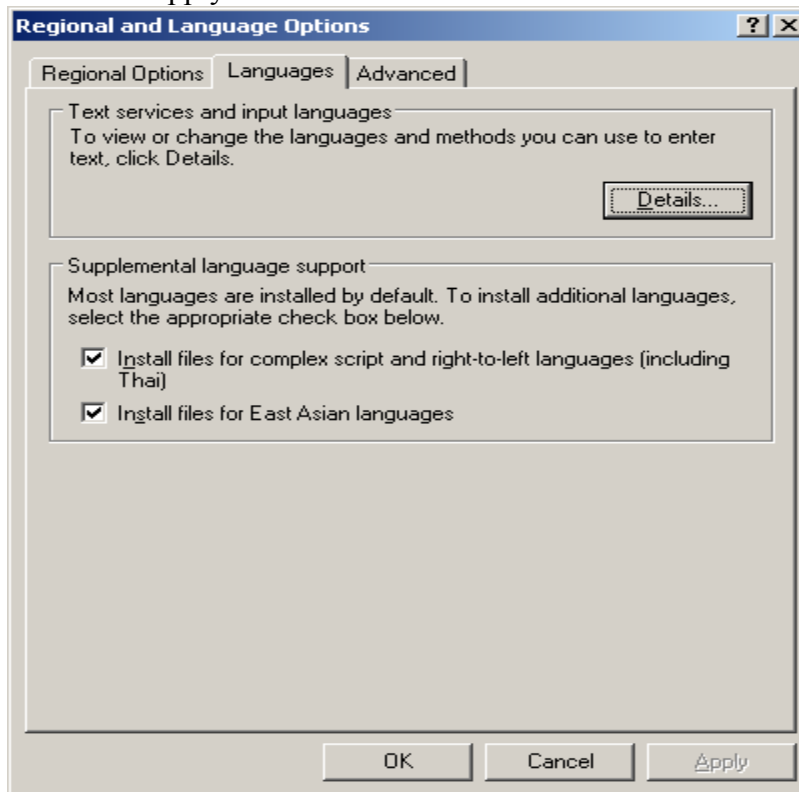 Regional and Language Options
Regional Options Languages Advanced
Text services and input languages
To view or change the languages and methods you can use to enter
text, click Details.
Details...
Supplemental language support
Most languages are installed by default. To install additional languages,
select the appropriate check box below.
Install files for complex script and right-to-left languages (including
Thai)
Install files for East Asian languages
OK Cancel Apply